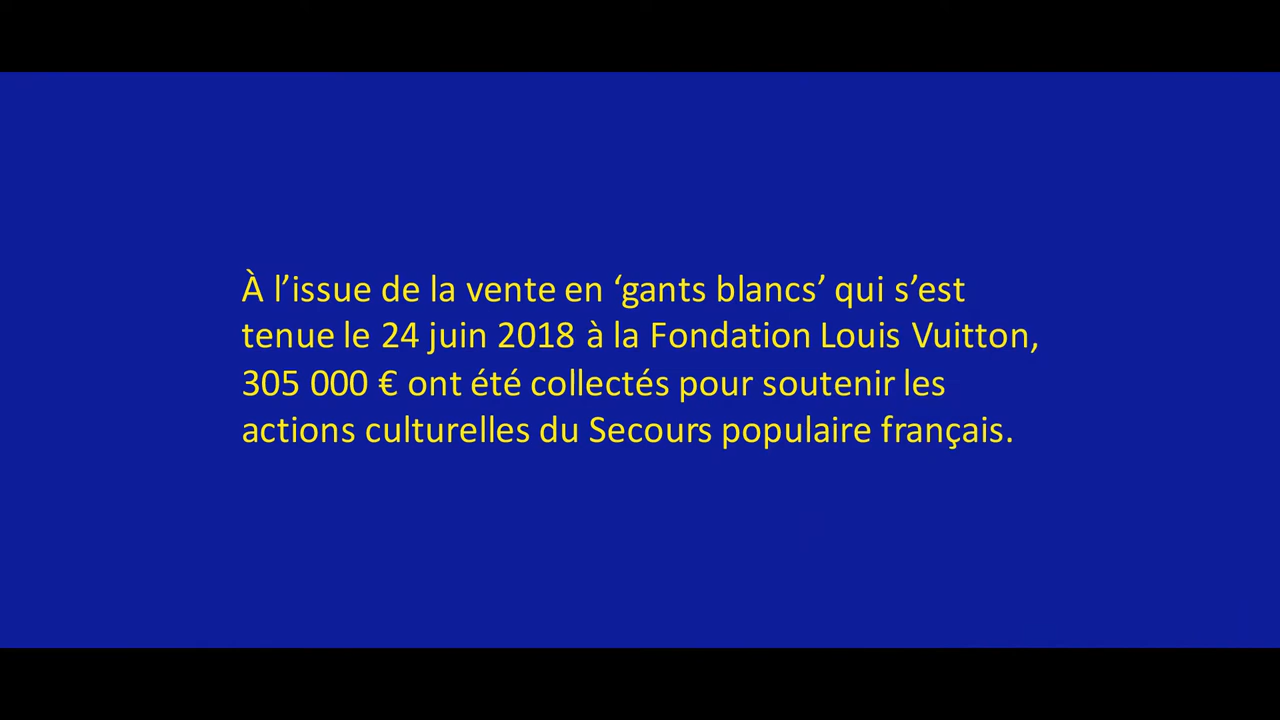 À l’issue de la vente en ‘gants blancs’ qui s’est
tenue le 24 juin 2018 à la Fondation Louis Vuitton,
305 000 € ont été collectés pour soutenir les
actions culturelles du Secours populaire français.